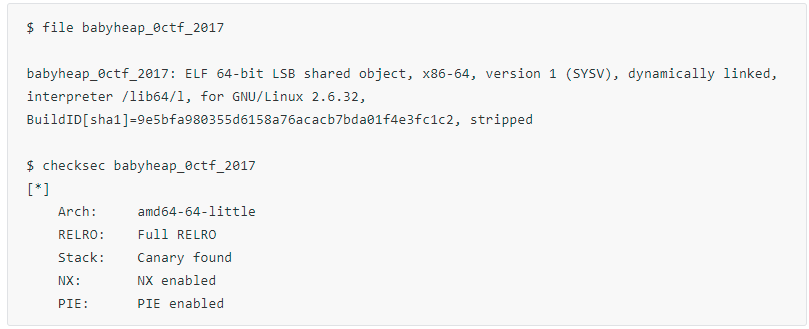 $ file babyheap_0ctf_2017
babyheap_0ctf_2017: ELF 64-bit LSB shared object, x86-64, version 1 (SYSV), dynamically linked,
interpreter /lib64/l, for GNU/Linux 2.6.32,
BuildID[sha1]=9e5bfa980355d6158a76acacb7bda01f4e3fc1c2, stripped
$ checksec babyheap_0ctf_2017
[*]
Arch:     amd64-64-little
RELRO:    Full RELRO
Stack:    Canary found
NX:       NX enabled
PIE:      PIE enabled